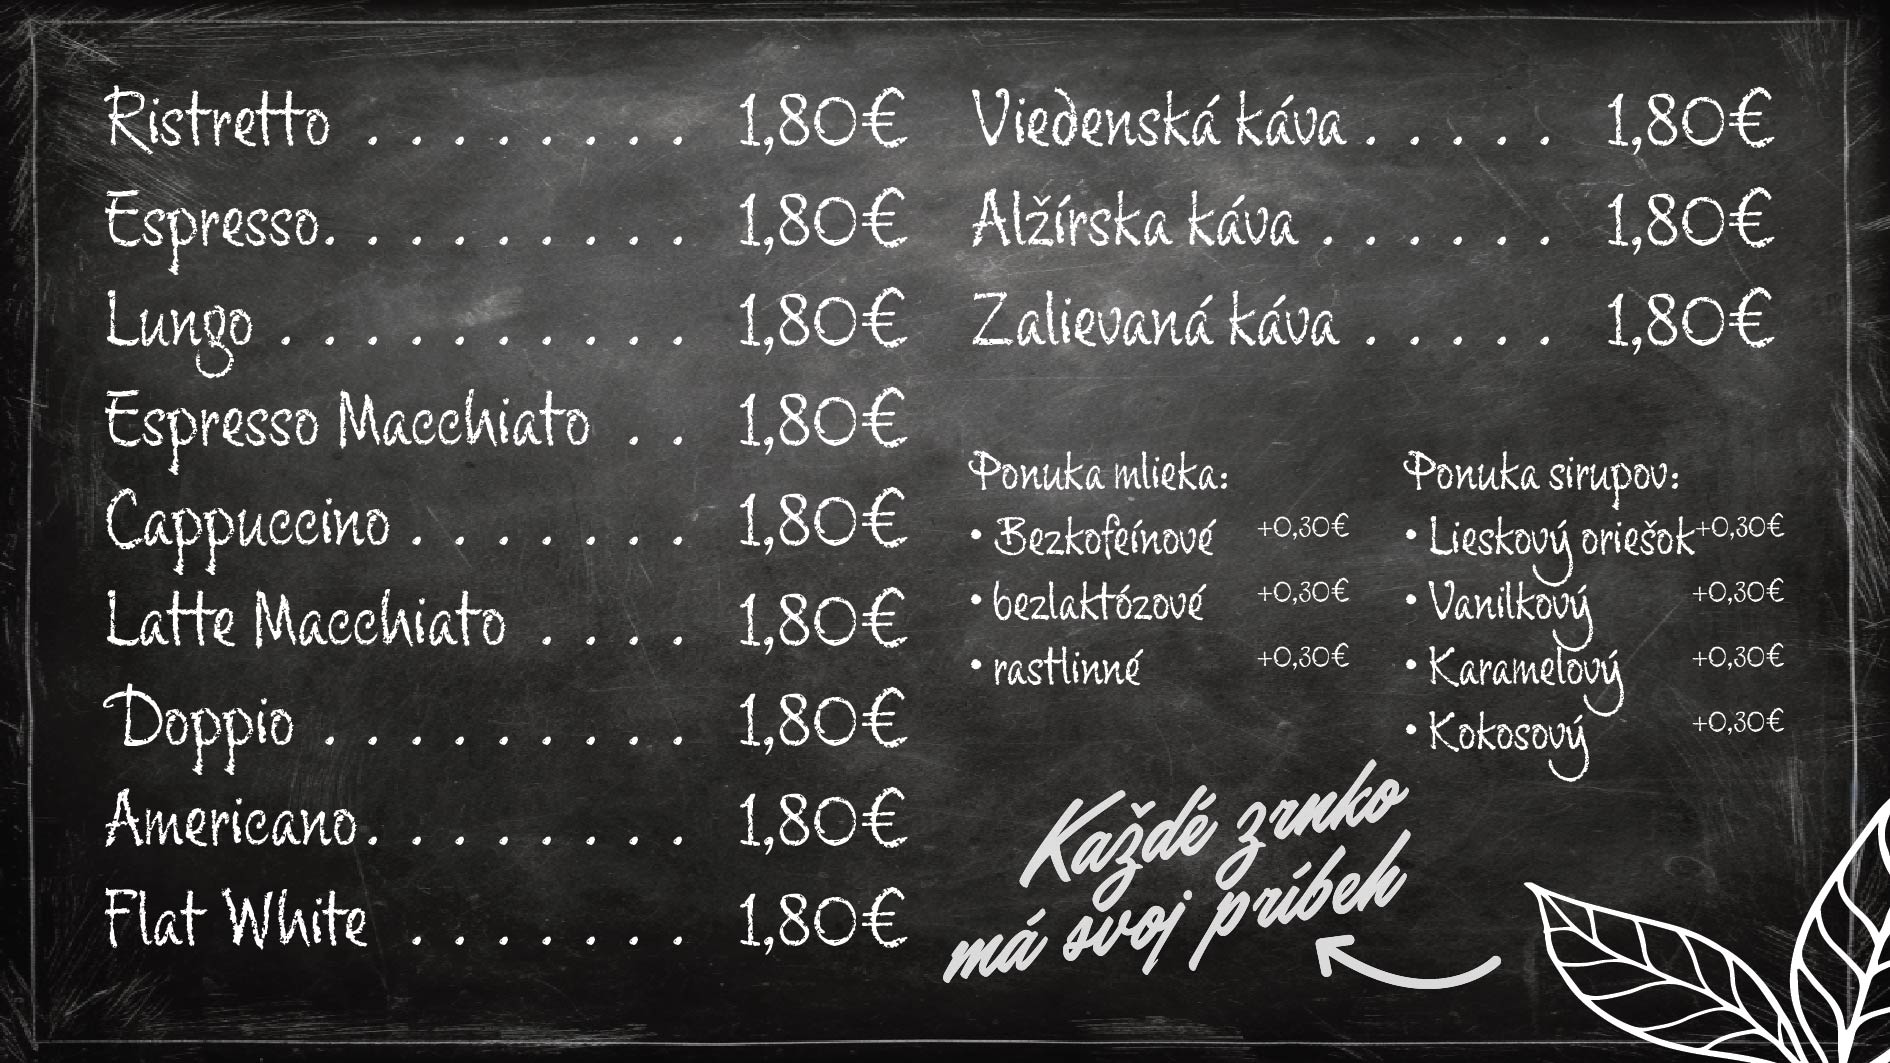 Ristretto . . . . . . . . 1,80€
Espresso. . . . . . . . . 1,80€
Lungo . . . . . . . . . . 1,80€
Espresso Macchiato . . 1,80€
Cappuccino . . . . . . . 1,80€
Latte Macchiato . . . . 1,80€
Doppio . . . . . . . . . 1,80€
Americano. . . . . . . . 1,80€
Flat White . . . . . . . 1,80€
Viedenská káva . . . . . 1,80€
Alžírska káva . . . . . . 1,80€
Zalievaná káva . . . . . 1,80€
Ponuka mlieka:
• Bezkofeínové +0,30€
• bezlaktózové +0,30€
• rastlinné +0,30€
Ponuka sirupov:
• Lieskový oriešok +0,30€
• Vanilkový +0,30€
• Karamelový +0,30€
• Kokosový +0,30€
Každé zrnko
má svoj príbeh